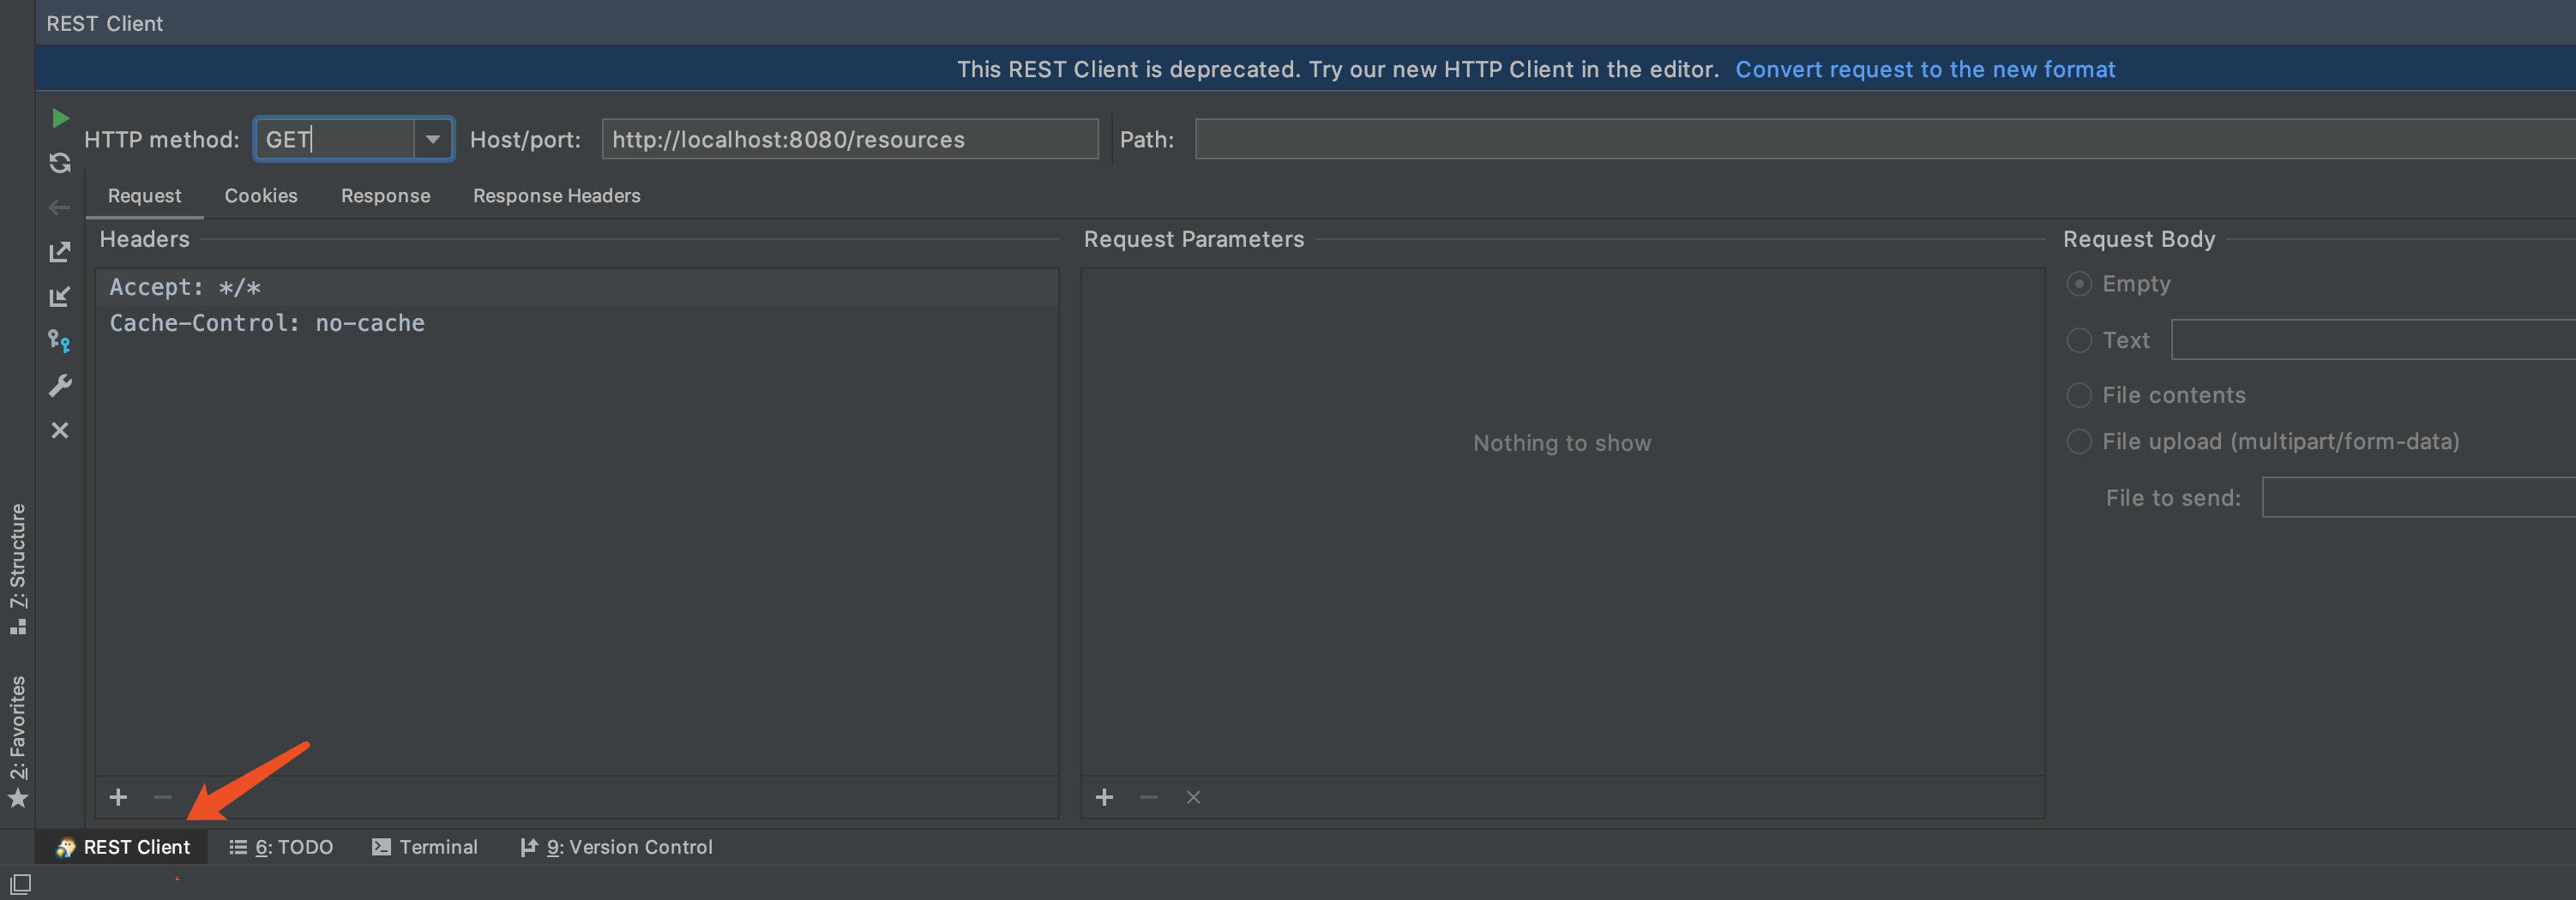 REST Client
This REST Client is deprecated. Try our new HTTP Client in the editor. Convert request to the new format
HTTP method: GET Host/port: http://localhost:8080/resources Path:
Request Cookies Response Response Headers
Headers Request Parameters Request Body
Accept: */*
Cache-Control: no-cache
Nothing to show
Empty
Text
File contents
File upload (multipart/form-data)
File to send:
7: Structure
2: Favorites
REST Client 6: TODO Terminal 9: Version Control